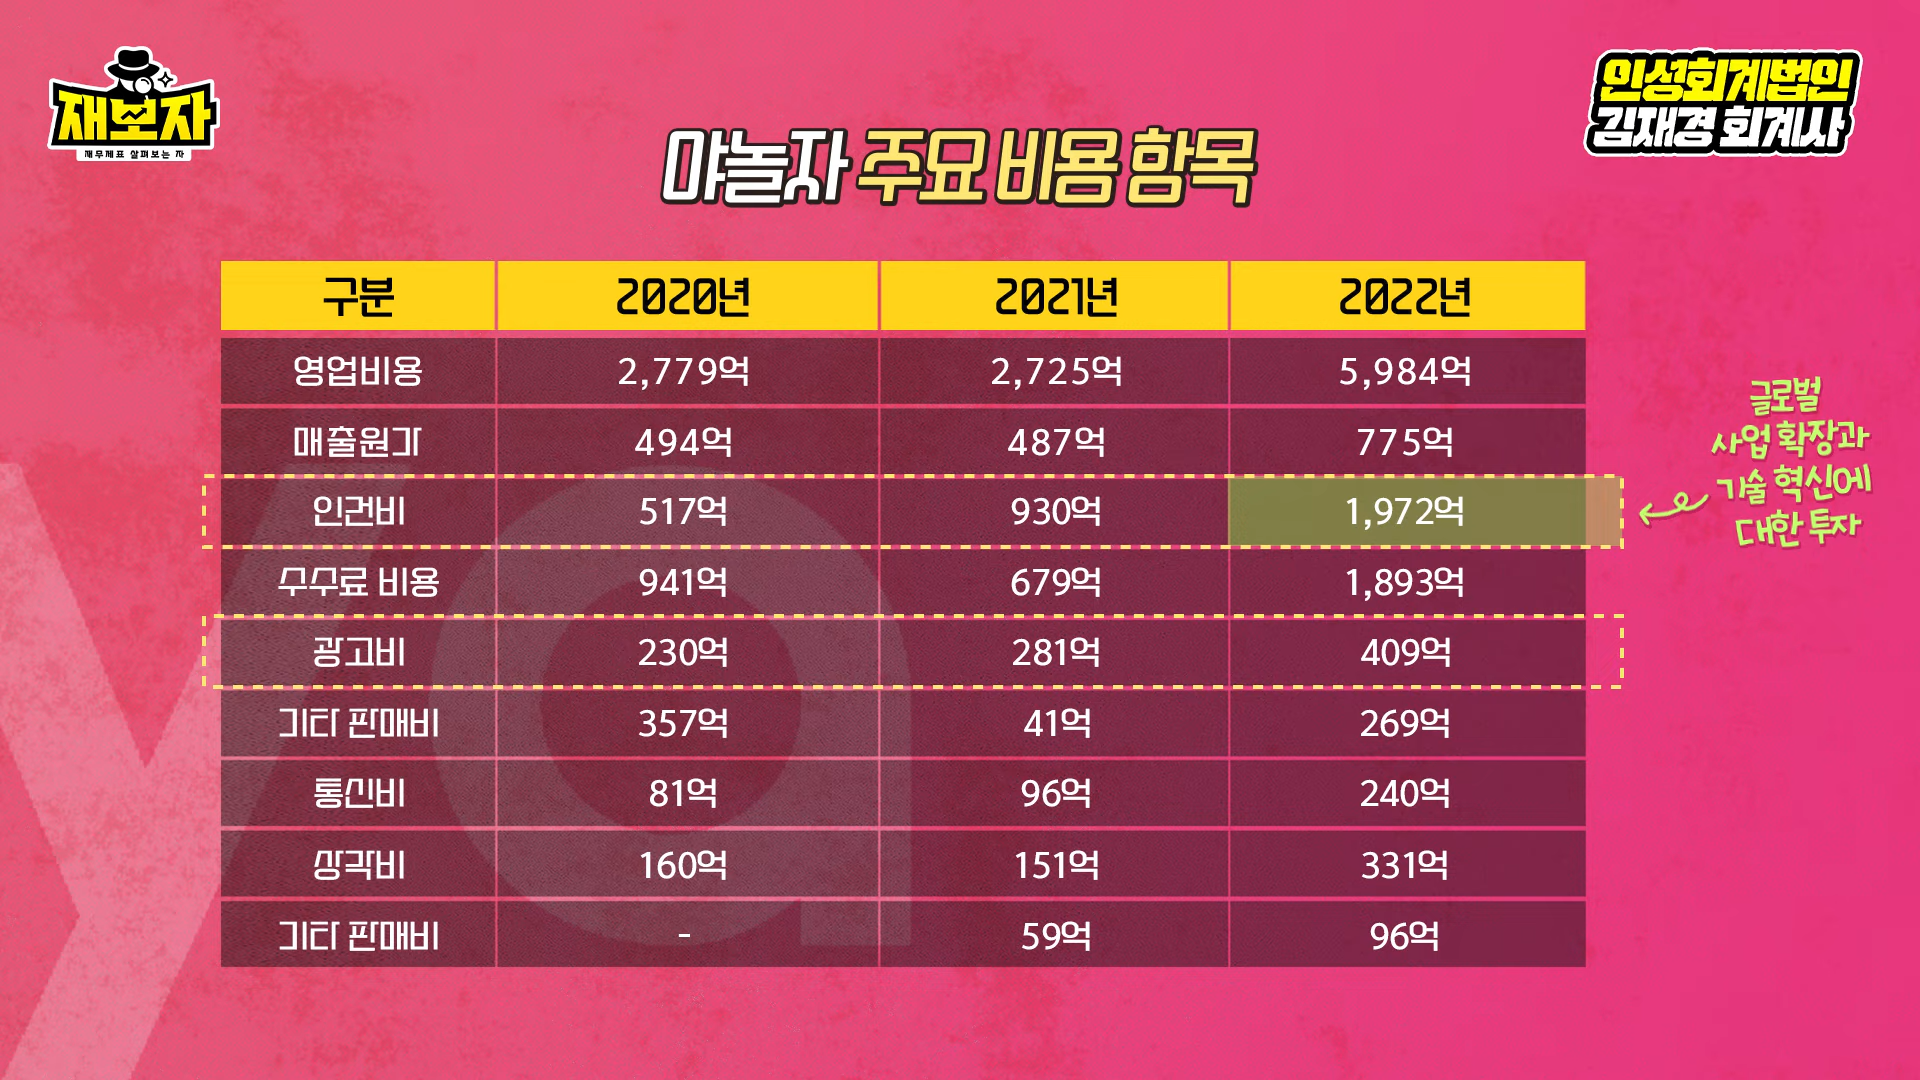 재보자
재무제표 살펴보는 자
인성회계법인
김재경 회계사
야놀자 주요 비용 항목
구분 2020년 2021년 2022년
영업비용 2,779억 2,725억 5,984억
매출원가 494억 487억 775억
인건비 517억 930억 1,972억
수수료 비용 941억 679억 1,893억
광고비 230억 281억 409억
기타 판매비 357억 41억 269억
통신비 81억 96억 240억
상각비 160억 151억 331억
기타 판매비 - 59억 96억
글로벌
사업 확장과
기술 혁신에
대한 투자
ya